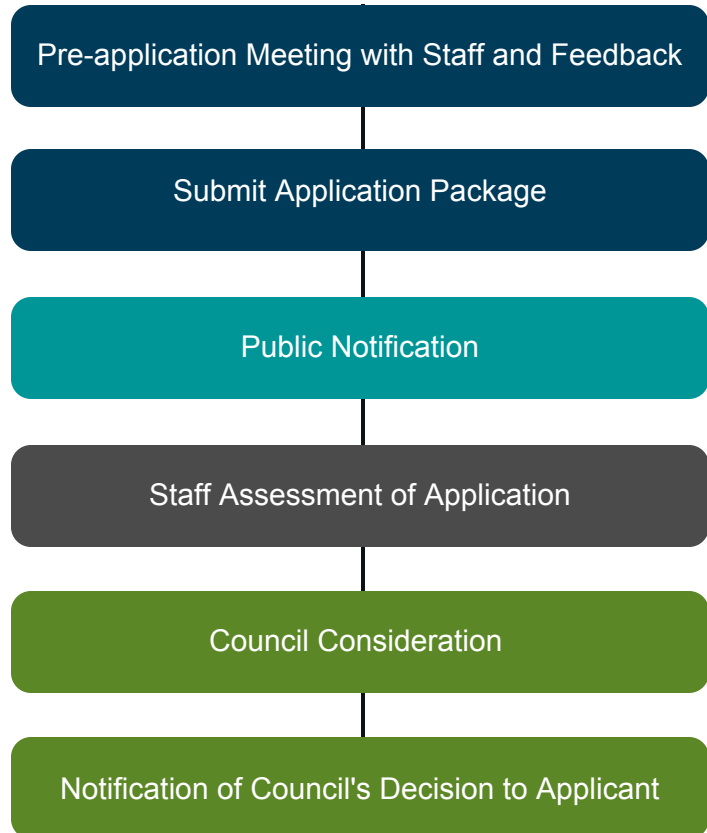 Pre-application Meeting with Staff and Feedback
Submit Application Package
Public Notification
Staff Assessment of Application
Council Consideration
Notification of Council's Decision to Applicant